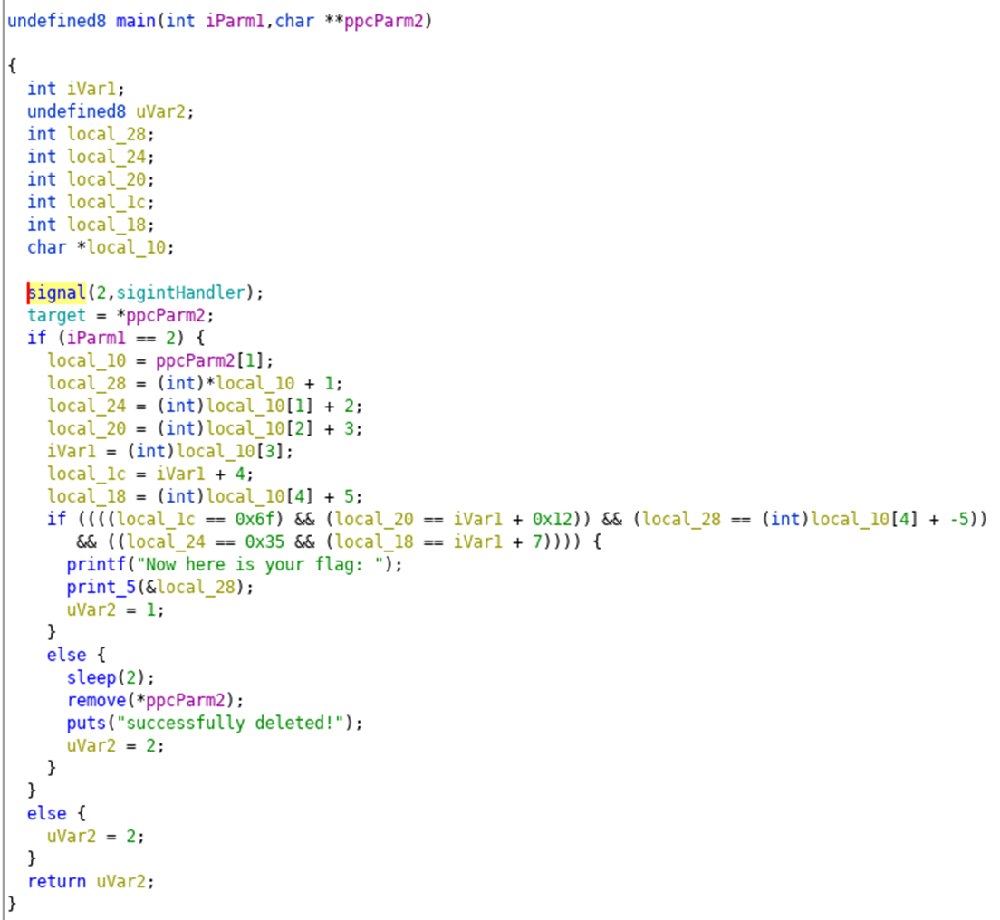 undefined8 main(int iParm1,char **ppcParm2)
{
int iVar1;
undefined8 uVar2;
int local_28;
int local_24;
int local_20;
int local_1c;
int local_18;
char *local_10;
signal(2,sigintHandler);
target = *ppcParm2;
if (iParm1 == 2) {
local_10 = ppcParm2[1];
local_28 = (int)*local_10 + 1;
local_24 = (int)local_10[1] + 2;
local_20 = (int)local_10[2] + 3;
iVar1 = (int)local_10[3];
local_1c = iVar1 + 4;
local_18 = (int)local_10[4] + 5;
if ((((local_1c == 0x6f) && (local_20 == iVar1 + 0x12)) && (local_28 == (int)local_10[4] + -5))
&& ((local_24 == 0x35 && (local_18 == iVar1 + 7)))) {
printf("Now here is your flag: ");
print_5(&local_28);
uVar2 = 1;
}
else {
sleep(2);
remove(*ppcParm2);
puts("successfully deleted!");
uVar2 = 2;
}
}
else {
uVar2 = 2;
}
return uVar2;
}